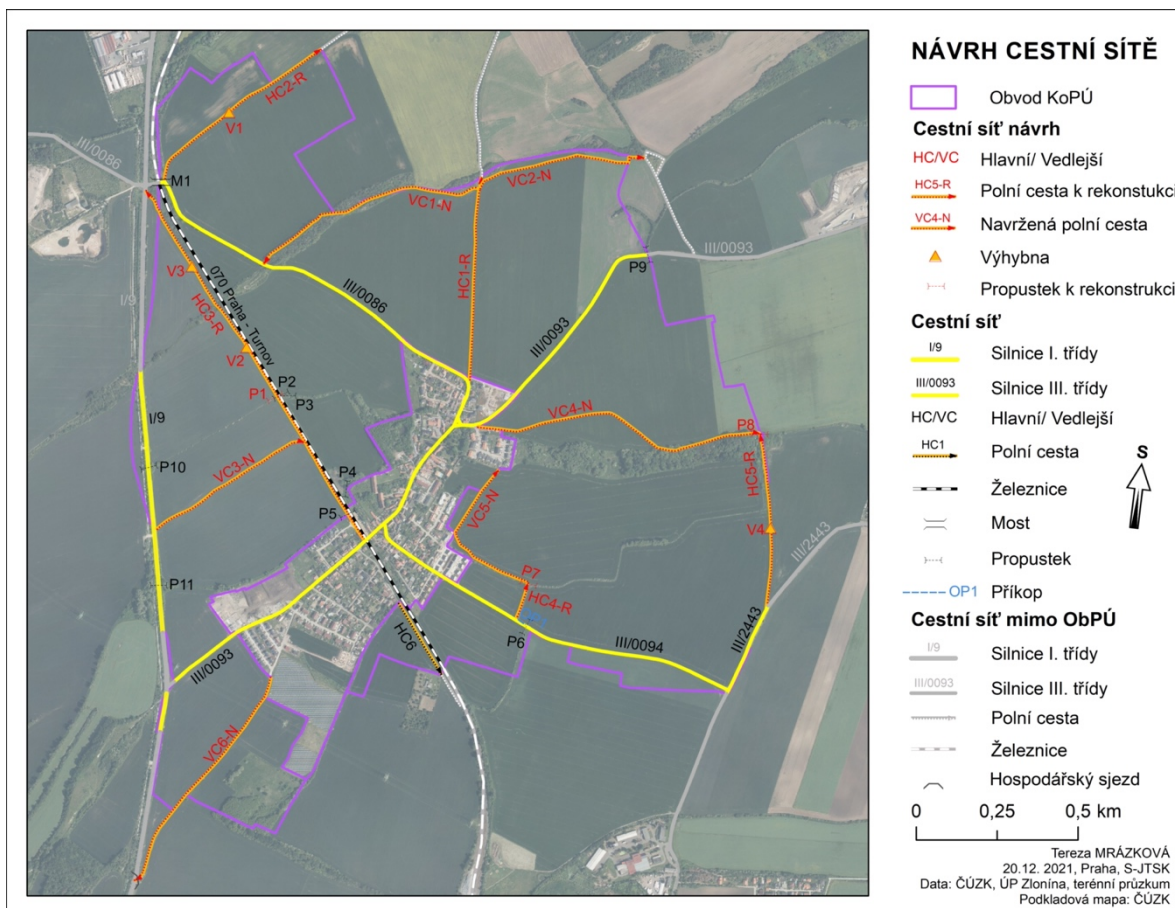 NÁVRH CESTNÍ SÍTĚ
Obvod KoPÚ
Cestní síť návrh
HC/VC Hlavní/ Vedlejší
HC5-R Polní cesta k rekonstukci
VC4-N Navržená polní cesta
Výhybna
Propustek k rekonstrukci
Cestní síť
I/9 Silnice I. třídy
III/0093 Silnice III. třídy
HC/VC Hlavní/ Vedlejší
HC1 Polní cesta
Železnice
Most
Propustek
OP1 Příkop
Cestní síť mimo ObPÚ
I/9 Silnice I. třídy
III/0093 Silnice III. třídy
Polní cesta
Železnice
Hospodářský sjezd
S
0 0,25 0,5 km
Tereza MRÁZKOVÁ
20.12. 2021, Praha, S-JTSK
Data: ČÚZK, ÚP Zlonína, terénní průzkum
Podkladová mapa: ČÚZK
HC2-R
V1
III/0086
M1
VC2-N
VC1-N
III/0093
P9
V3
070 Praha - Turnov
HC3-R
HC1-R
III/0086
I/9
III/0093
V2
P2
P1
P3
I/9
VC4-N
P8
HC5-R
P10
VC3-N
P4
P5
VC5-N
V4
III/2443
P11
P7
HC4-R
P6
HC6
III/0093
III/0094
III/2443
VC6-N